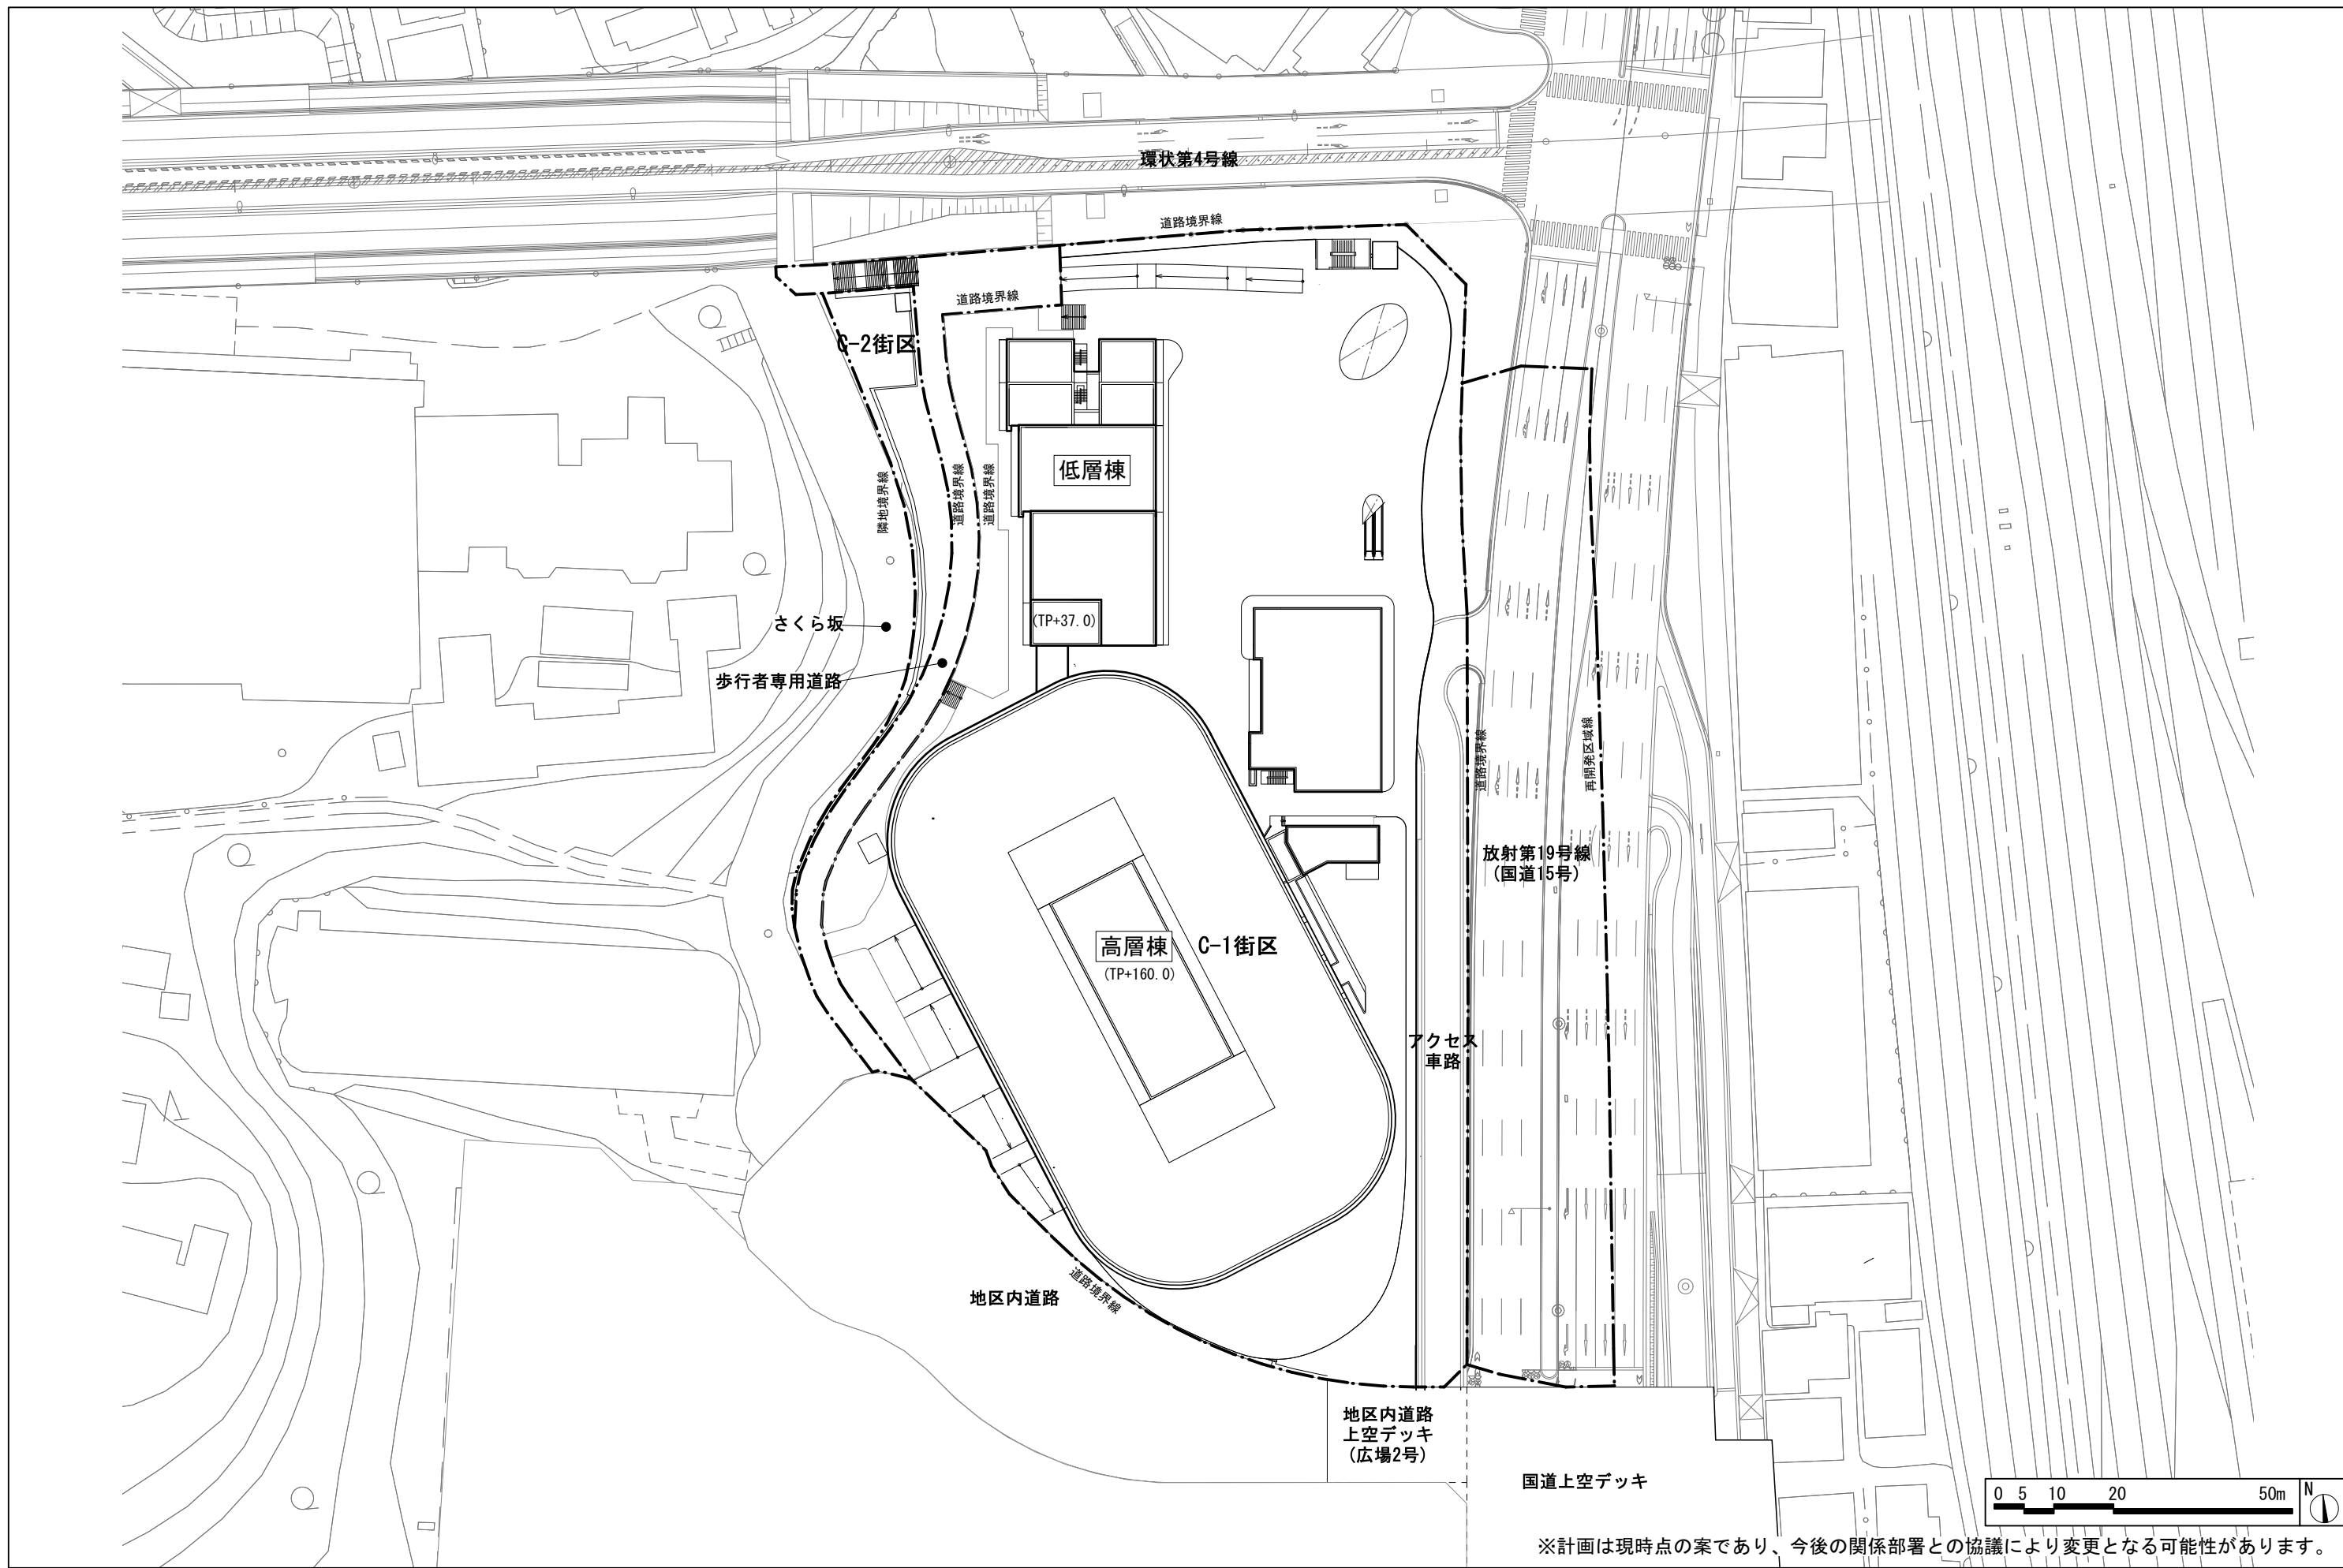 環状第4号線
道路境界線
道路境界線
C-2街区
低層棟
隣地境界線
道路境界線
道路境界線
(TP+37.0)
さくら坂
歩行者専用道路
道路境界線
再開発区域線
放射第19号線
(国道15号)
高層棟
(TP+160.0)
C-1街区
アクセス
車路
道路境界線
地区内道路
地区内道路
上空デッキ
(広場2号)
国道上空デッキ
0 5 10 20 50m
N
※計画は現時点の案であり、今後の関係部署との協議により変更となる可能性があります。